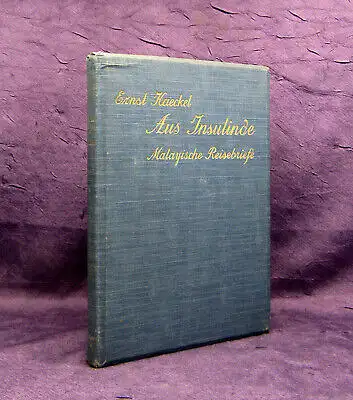 Ernst Haeckel
Aus Insulinde
Malayische Reisebriefe